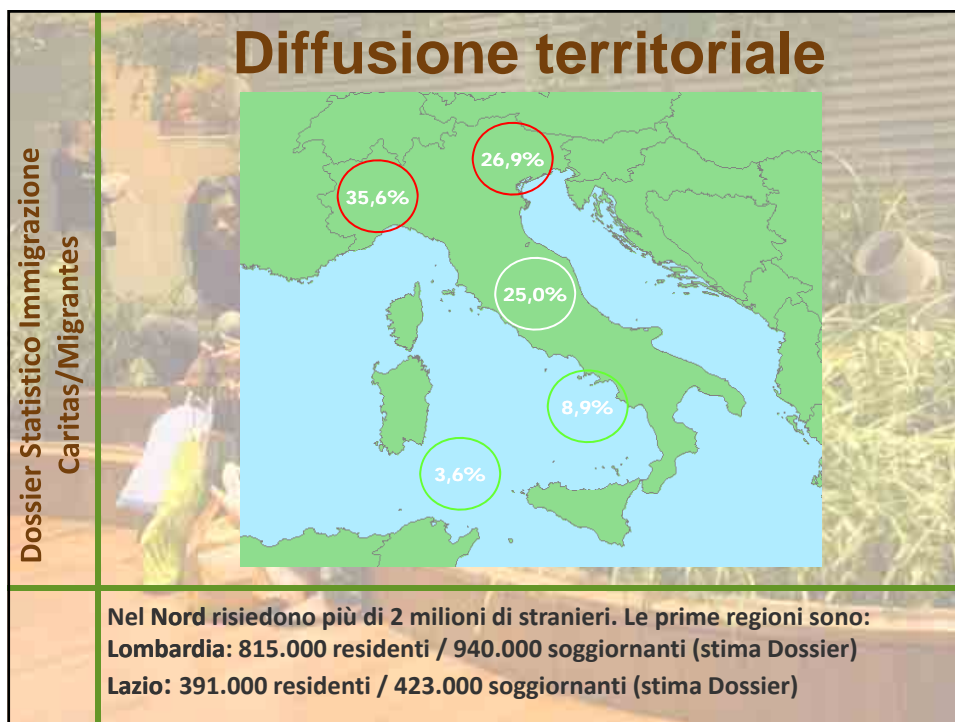 Diffusione territoriale
Dossier Statistico Immigrazione
Caritas/Migrantes
26,9%
35,6%
25,0%
8,9%
3,6%
Nel Nord risiedono più di 2 milioni di stranieri. Le prime regioni sono:
Lombardia: 815.000 residenti / 940.000 soggiornanti (stima Dossier)
Lazio: 391.000 residenti / 423.000 soggiornanti (stima Dossier)